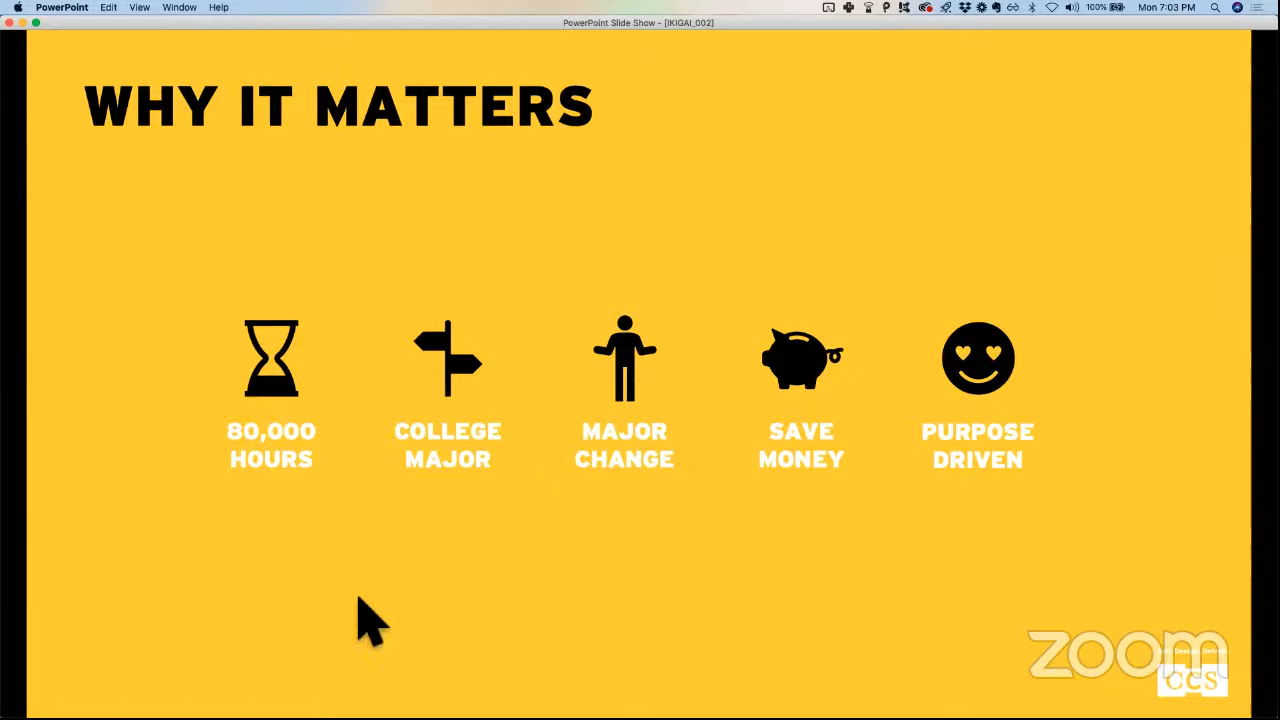 PowerPoint Edit View Window Help
100% Mon 7:03 PM
PowerPoint Slide Show - [IKIGAI_002]
WHY IT MATTERS
80,000
HOURS
COLLEGE
MAJOR
MAJOR
CHANGE
SAVE
MONEY
PURPOSE
DRIVEN
zoom
CCS